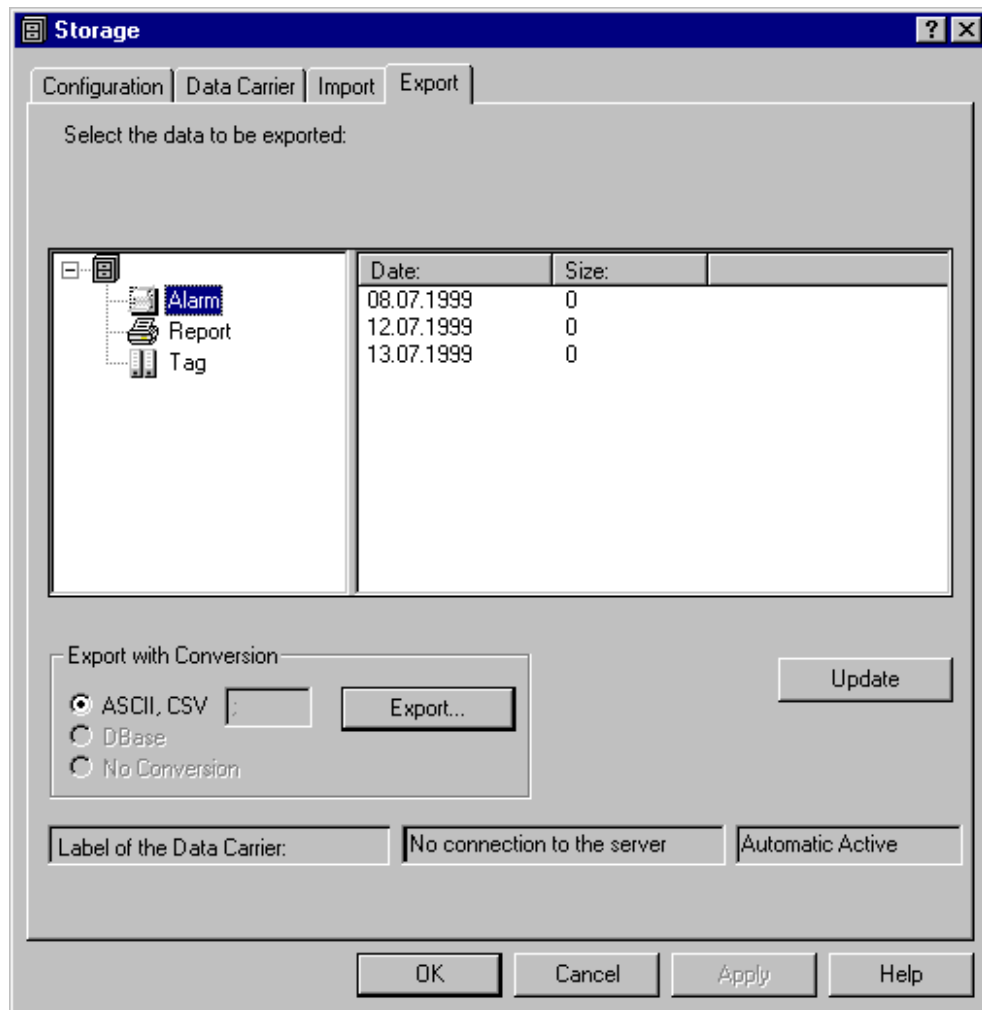 Storage
Configuration Data Carrier Import Export
Select the data to be exported:
Date: Size:
Alarm
Report
Tag
08.07.1999 0
12.07.1999 0
13.07.1999 0
Export with Conversion
ASCII, CSV ; Export...
DBase
No Conversion
Update
Label of the Data Carrier: No connection to the server Automatic Active
OK Cancel Apply Help